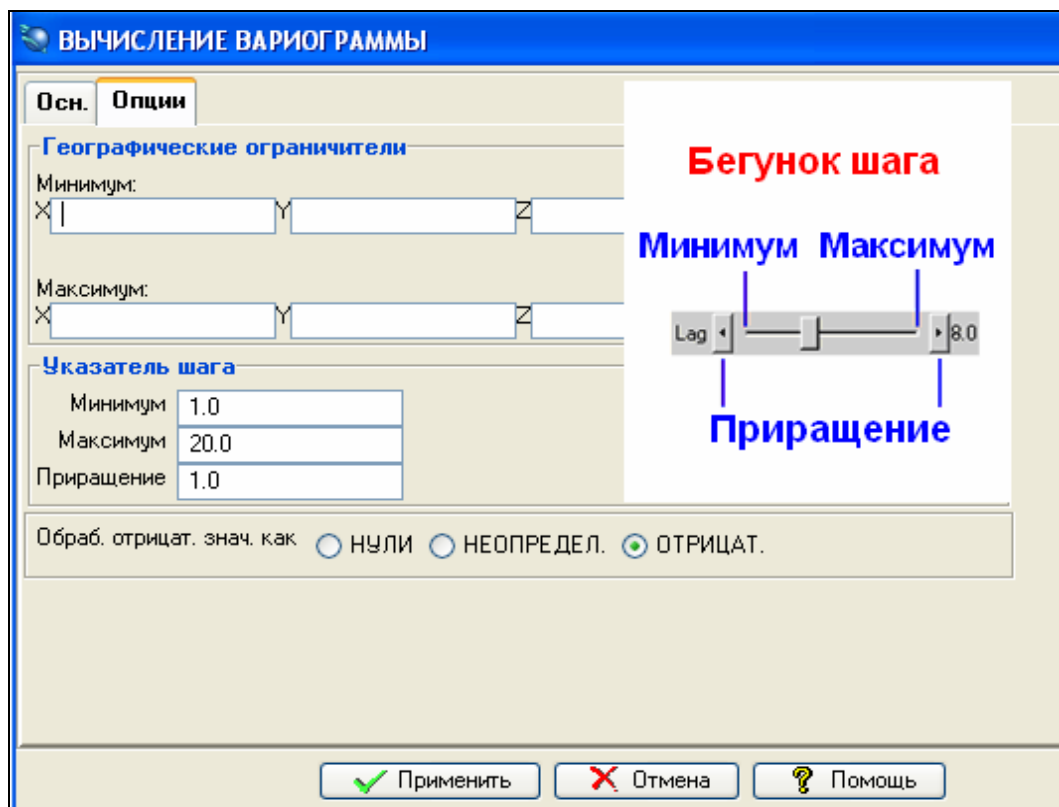 ВЫЧИСЛЕНИЕ ВАРИОГРАММЫ
Осн. Опции
Географические ограничители
Минимум:
X Y Z
Максимум:
X Y Z
Указатель шага
Минимум 1.0
Максимум 20.0
Приращение 1.0
Бегунок шага
Минимум Максимум
Lag 8.0
Приращение
Обраб. отрицат. знач. как НУЛИ НЕОПРЕДЕЛ. ОТРИЦАТ.
Применить Отмена Помощь